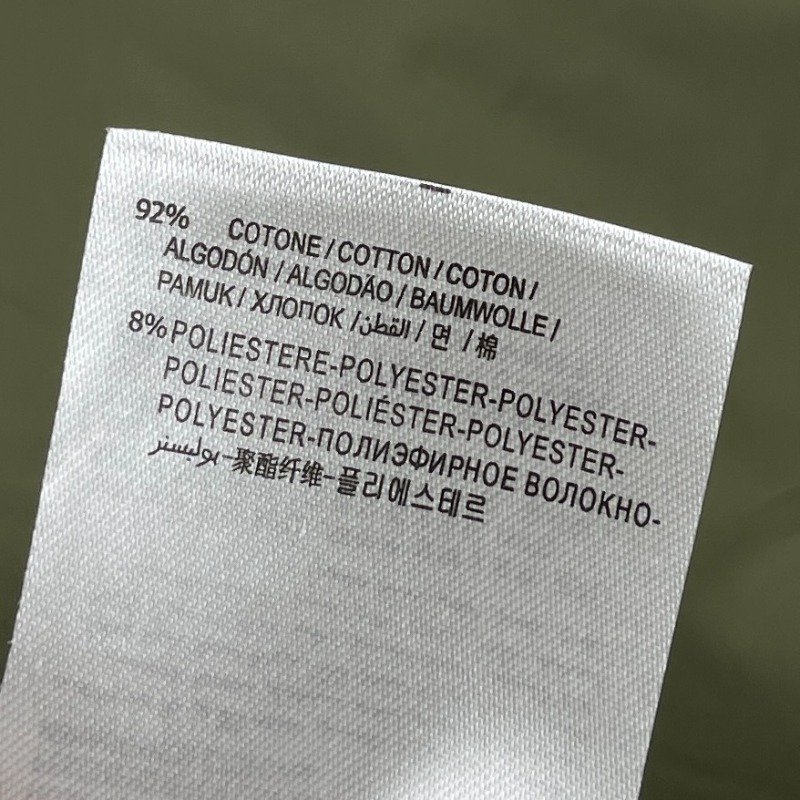 92% COTONE / COTTON / COTON /
ALGODÓN / ALGODÃO / BAUMWOLLE /
PAMUK / ХЛОПОК / القطن / 면 / 棉
8% POLIESTERE-POLYESTER-POLYESTER-
POLIESTER-POLIÉSTER-POLYESTER-
POLYESTER-ПОЛИЭФИРНОЕ ВОЛОКНО-
بوليستر-聚酯纤维-플리에스테르